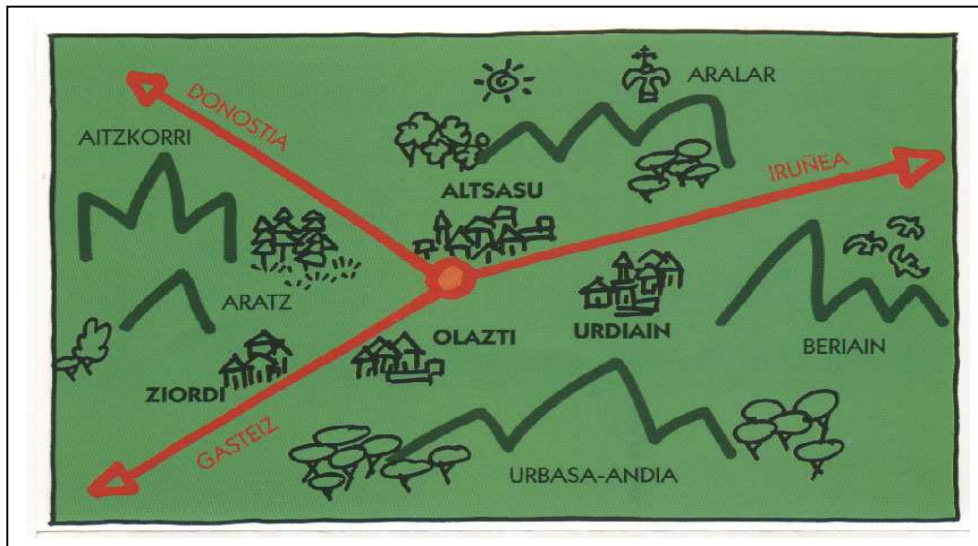 ARALAR
DONOSTIA
AITZKORRI
IRUÑEA
ALTSASU
ARATZ
OLAZTI
URDIAIN
BERIAIN
ZIORDI
GASTEIZ
URBASA-ANDIA